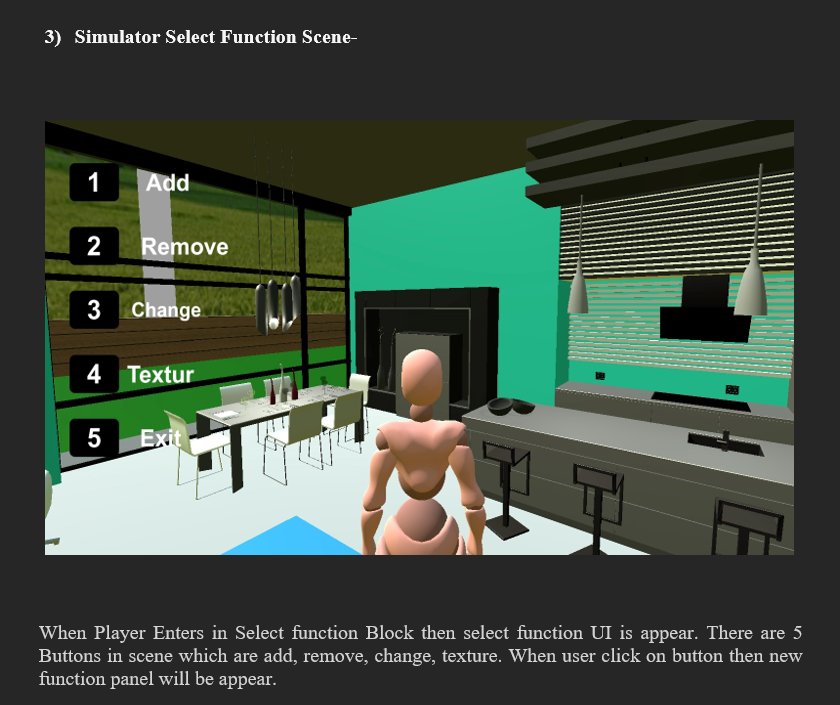 3) Simulator Select Function Scene-
1 Add
2 Remove
3 Change
4 Textur
5 Exit
When Player Enters in Select function Block then select function UI is appear. There are 5
Buttons in scene which are add, remove, change, texture. When user click on button then new
function panel will be appear.